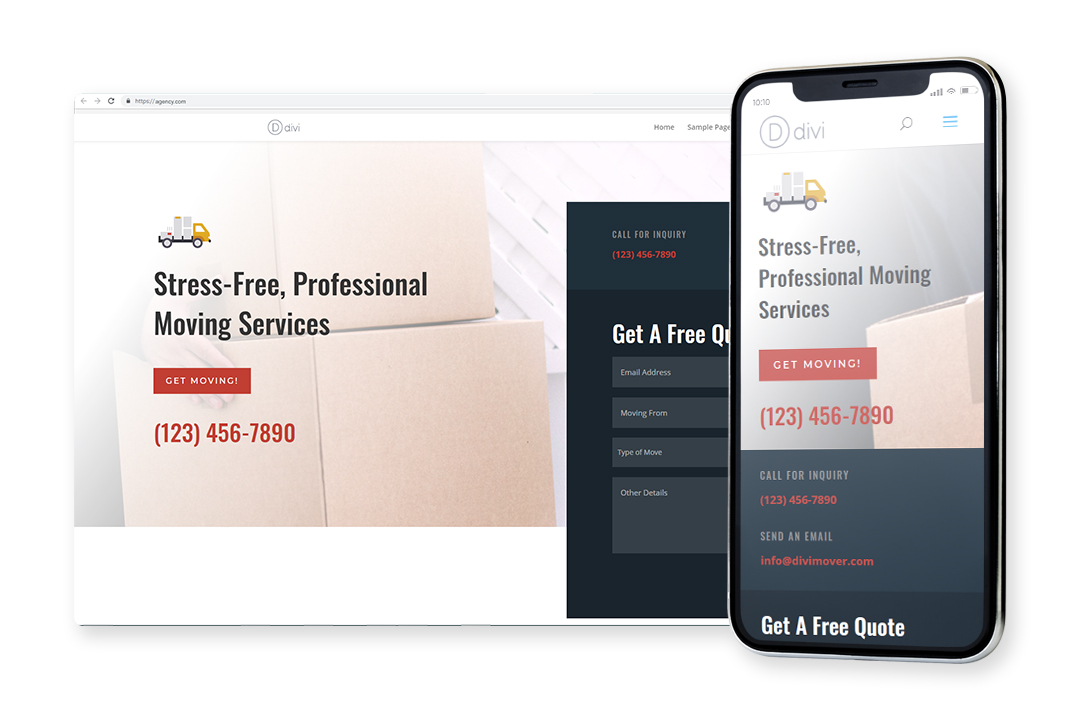 https://agency.com
divi
Home
Sample Page
Stress-Free, Professional
Moving Services
GET MOVING!
(123) 456-7890
CALL FOR INQUIRY
(123) 456-7890
Get A Free Qu
Email Address
Moving From
Type of Move
Other Details
10:10
divi
Stress-Free,
Professional Moving
Services
GET MOVING!
(123) 456-7890
CALL FOR INQUIRY
(123) 456-7890
SEND AN EMAIL
info@divimover.com
Get A Free Quote